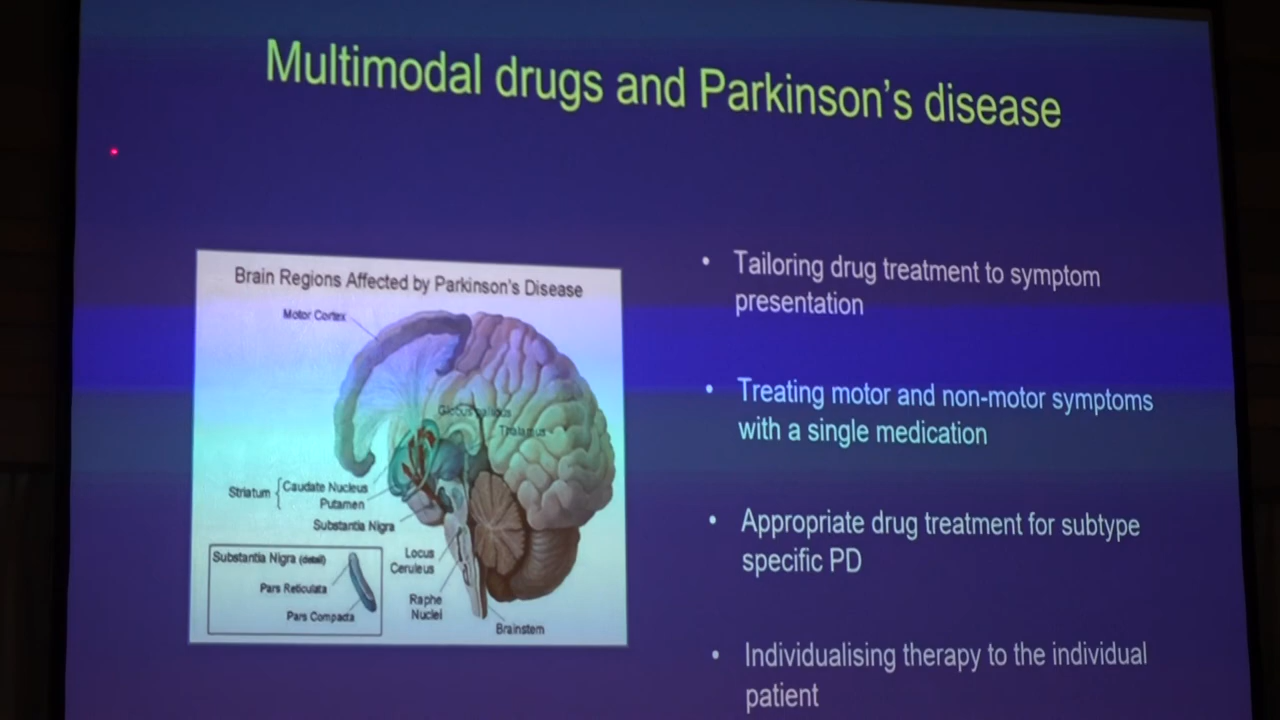 Multimodal drugs and Parkinson's disease
Brain Regions Affected by Parkinson's Disease
Motor Cortex
Globus pallidus
Thalamus
Striatum
Caudate Nucleus
Putamen
Substantia Nigra
Substantia Nigra (detail)
Pars Reticulata
Pars Compacta
Locus
Ceruleus
Raphe
Nuclei
Brainstem
• Tailoring drug treatment to symptom
presentation
• Treating motor and non-motor symptoms
with a single medication
• Appropriate drug treatment for subtype
specific PD
• Individualising therapy to the individual
patient